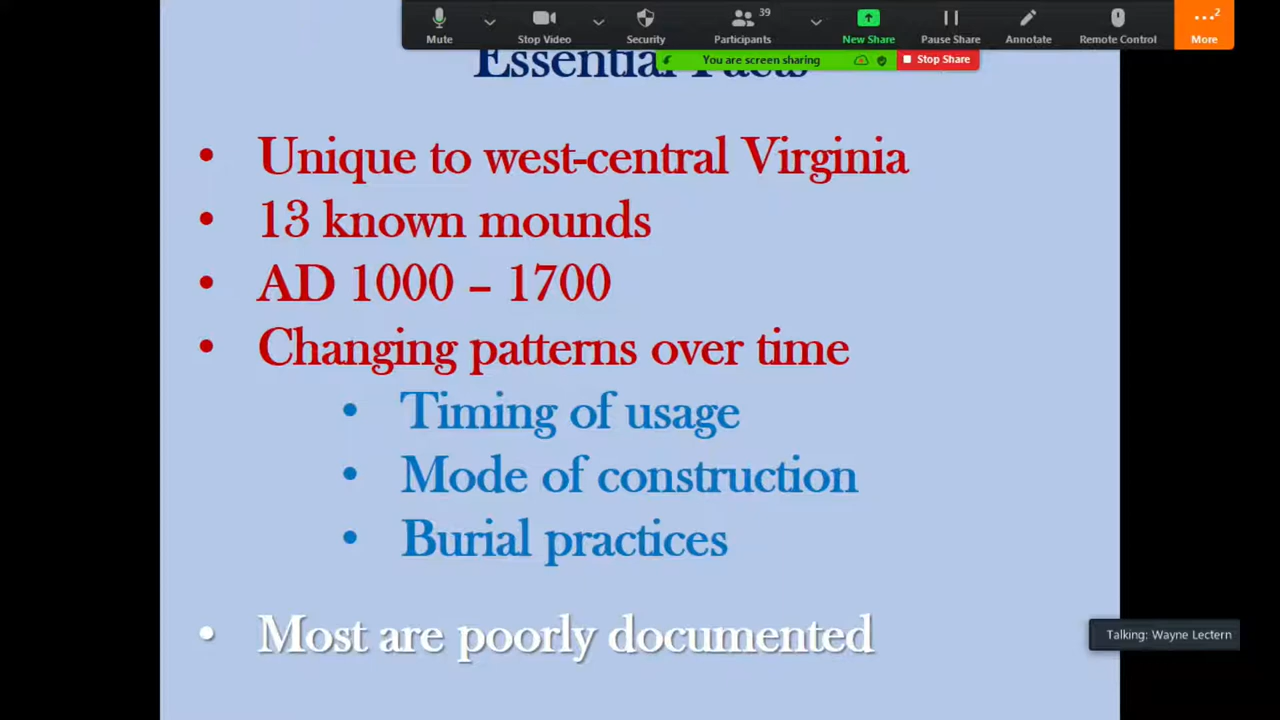 39
2
Mute
Stop Video
Security
Participants
New Share
Pause Share
Annotate
Remote Control
More
You are screen sharing
Stop Share
Essential Facts
• Unique to west-central Virginia
• 13 known mounds
• AD 1000 – 1700
• Changing patterns over time
• Timing of usage
• Mode of construction
• Burial practices
• Most are poorly documented
Talking: Wayne Lectern